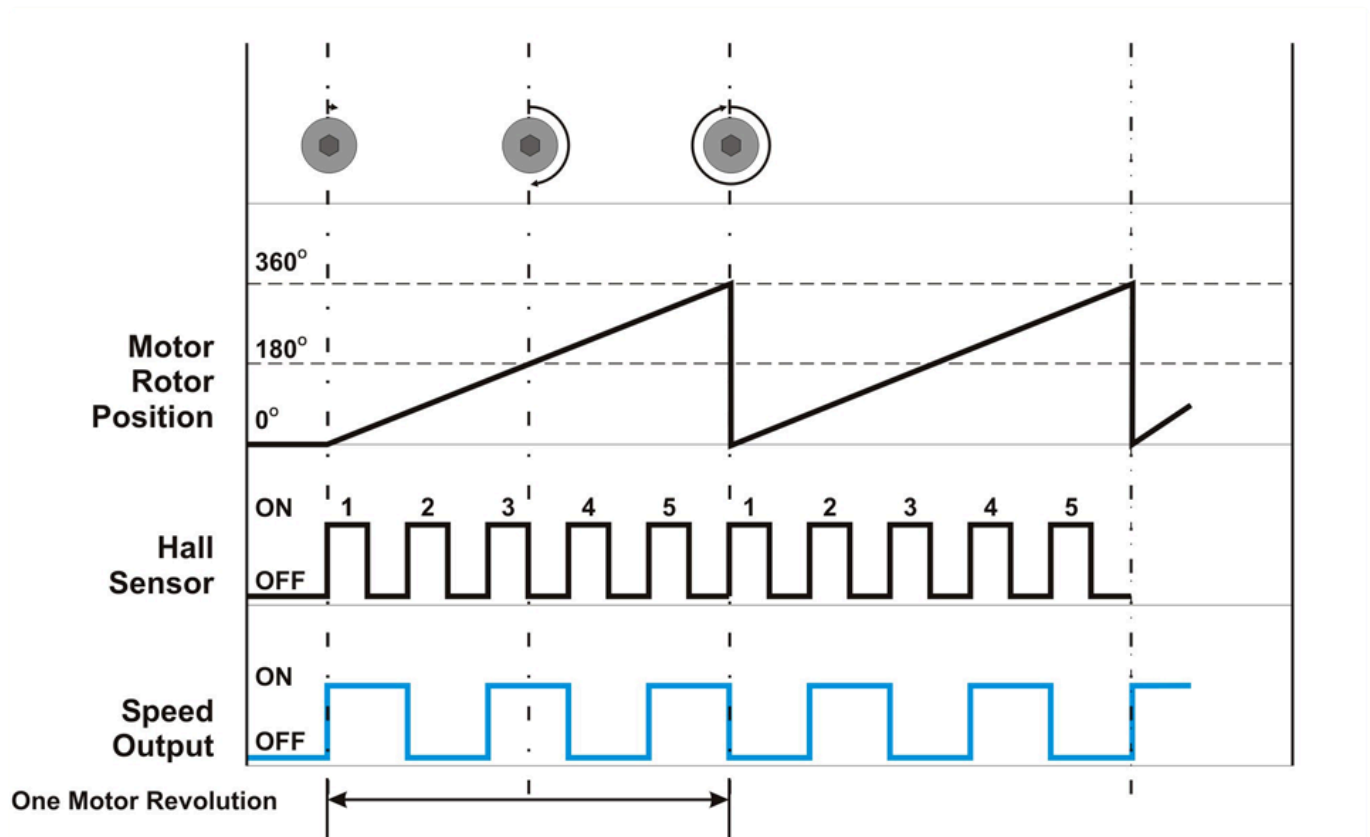 360°
Motor
Rotor
Position
180°
0°
ON
1 2 3 4 5 1 2 3 4 5
Hall
Sensor
OFF
ON
Speed
Output
OFF
One Motor Revolution